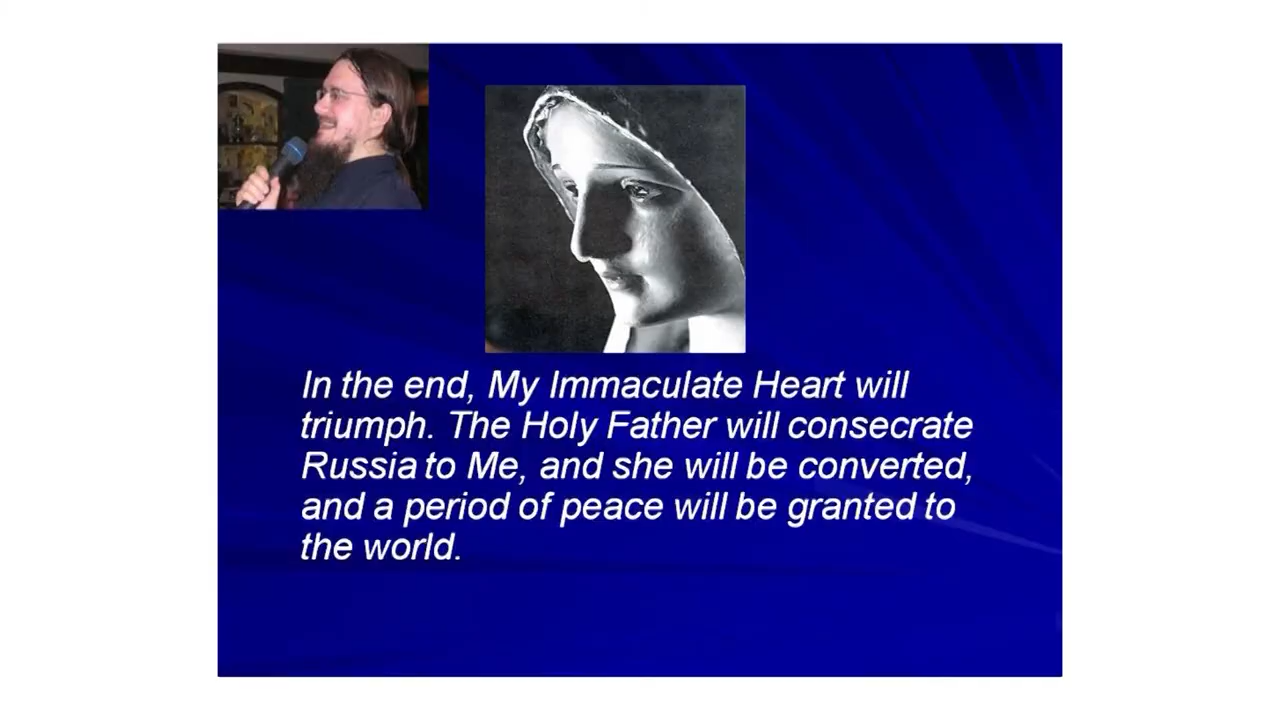 In the end, My Immaculate Heart will
triumph. The Holy Father will consecrate
Russia to Me, and she will be converted,
and a period of peace will be granted to
the world.